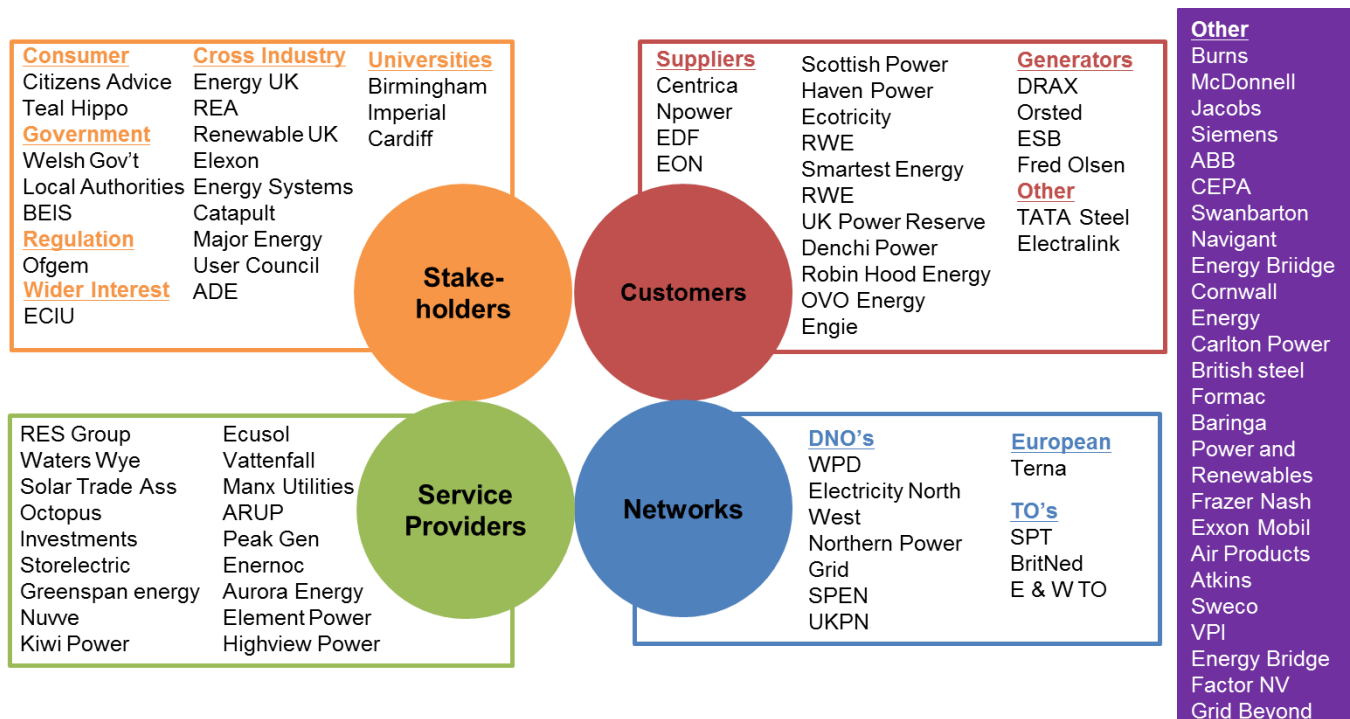 Consumer
Citizens Advice
Teal Hippo
Government
Welsh Gov’t
Local Authorities
BEIS
Regulation
Ofgem
Wider Interest
ECIU
Cross Industry
Energy UK
REA
Renewable UK
Elexon
Energy Systems
Catapult
Major Energy
User Council
ADE
Universities
Birmingham
Imperial
Cardiff
Stake-
holders
Suppliers
Centrica
Npower
EDF
EON
Scottish Power
Haven Power
Ecotricity
RWE
Smartest Energy
RWE
UK Power Reserve
Denchi Power
Robin Hood Energy
OVO Energy
Engie
Generators
DRAX
Orsted
ESB
Fred Olsen
Other
TATA Steel
Electralink
Customers
RES Group
Waters Wye
Solar Trade Ass
Octopus
Investments
Storelectric
Greenspan energy
Nuvve
Kiwi Power
Ecusol
Vattenfall
Manx Utilities
ARUP
Peak Gen
Enernoc
Aurora Energy
Element Power
Highview Power
Service
Providers
Networks
DNO’s
WPD
Electricity North
West
Northern Power
Grid
SPEN
UKPN
European
Terna
TO’s
SPT
BritNed
E & W TO
Other
Burns
McDonnell
Jacobs
Siemens
ABB
CEPA
Swanbarton
Navigant
Energy Briidge
Cornwall
Energy
Carlton Power
British steel
Formac
Baringa
Power and
Renewables
Frazer Nash
Exxon Mobil
Air Products
Atkins
Sweco
VPI
Energy Bridge
Factor NV
Grid Beyond